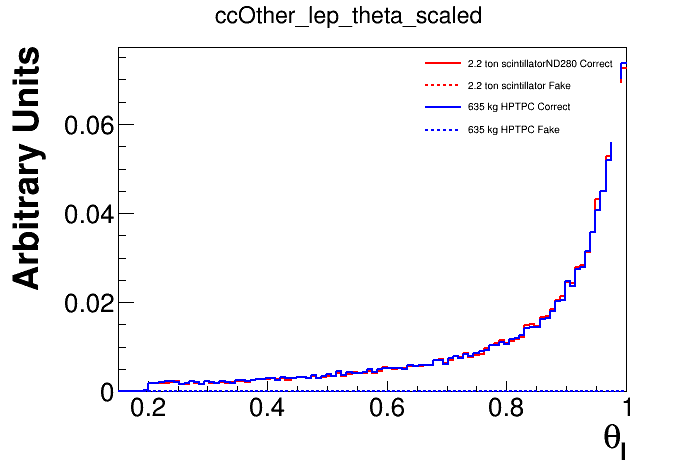 ccOther_lep_theta_scaled
Arbitrary Units
2.2 ton scintillatorND280 Correct
2.2 ton scintillator Fake
635 kg HPTPC Correct
635 kg HPTPC Fake
0.06
0.04
0.02
0
0.2 0.4 0.6 0.8 1
θl